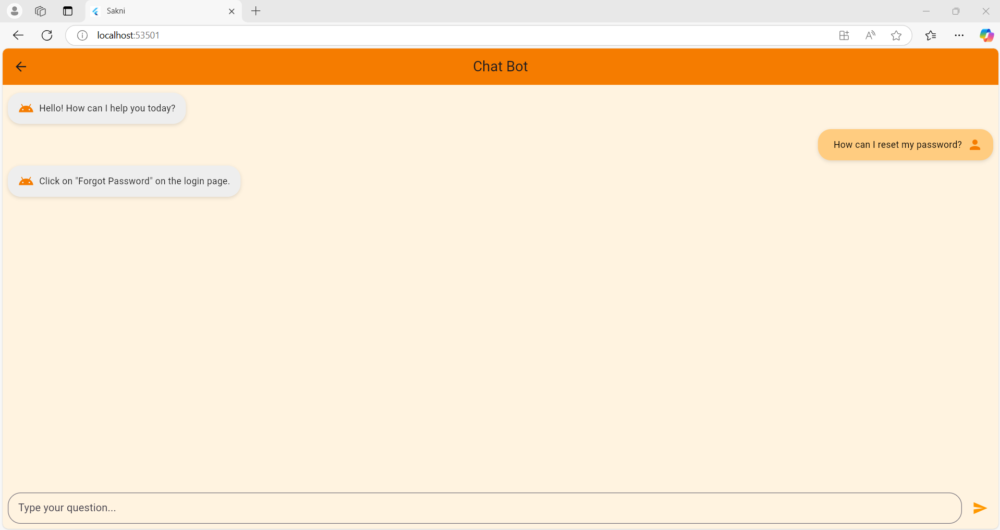 Sakni
localhost:53501
Chat Bot
Hello! How can I help you today?
How can I reset my password?
Click on "Forgot Password" on the login page.
Type your question...